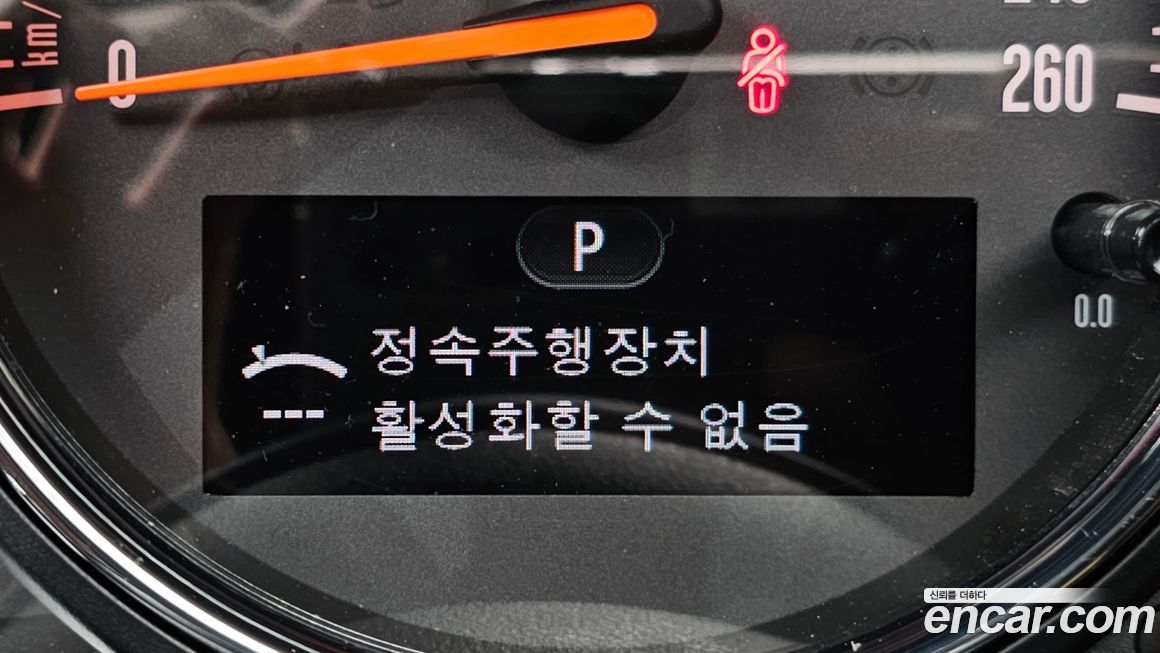 km/
0
260
P
정속주행장치
--- 활성화할 수 없음
0.0
신뢰를 더하다
encar.com